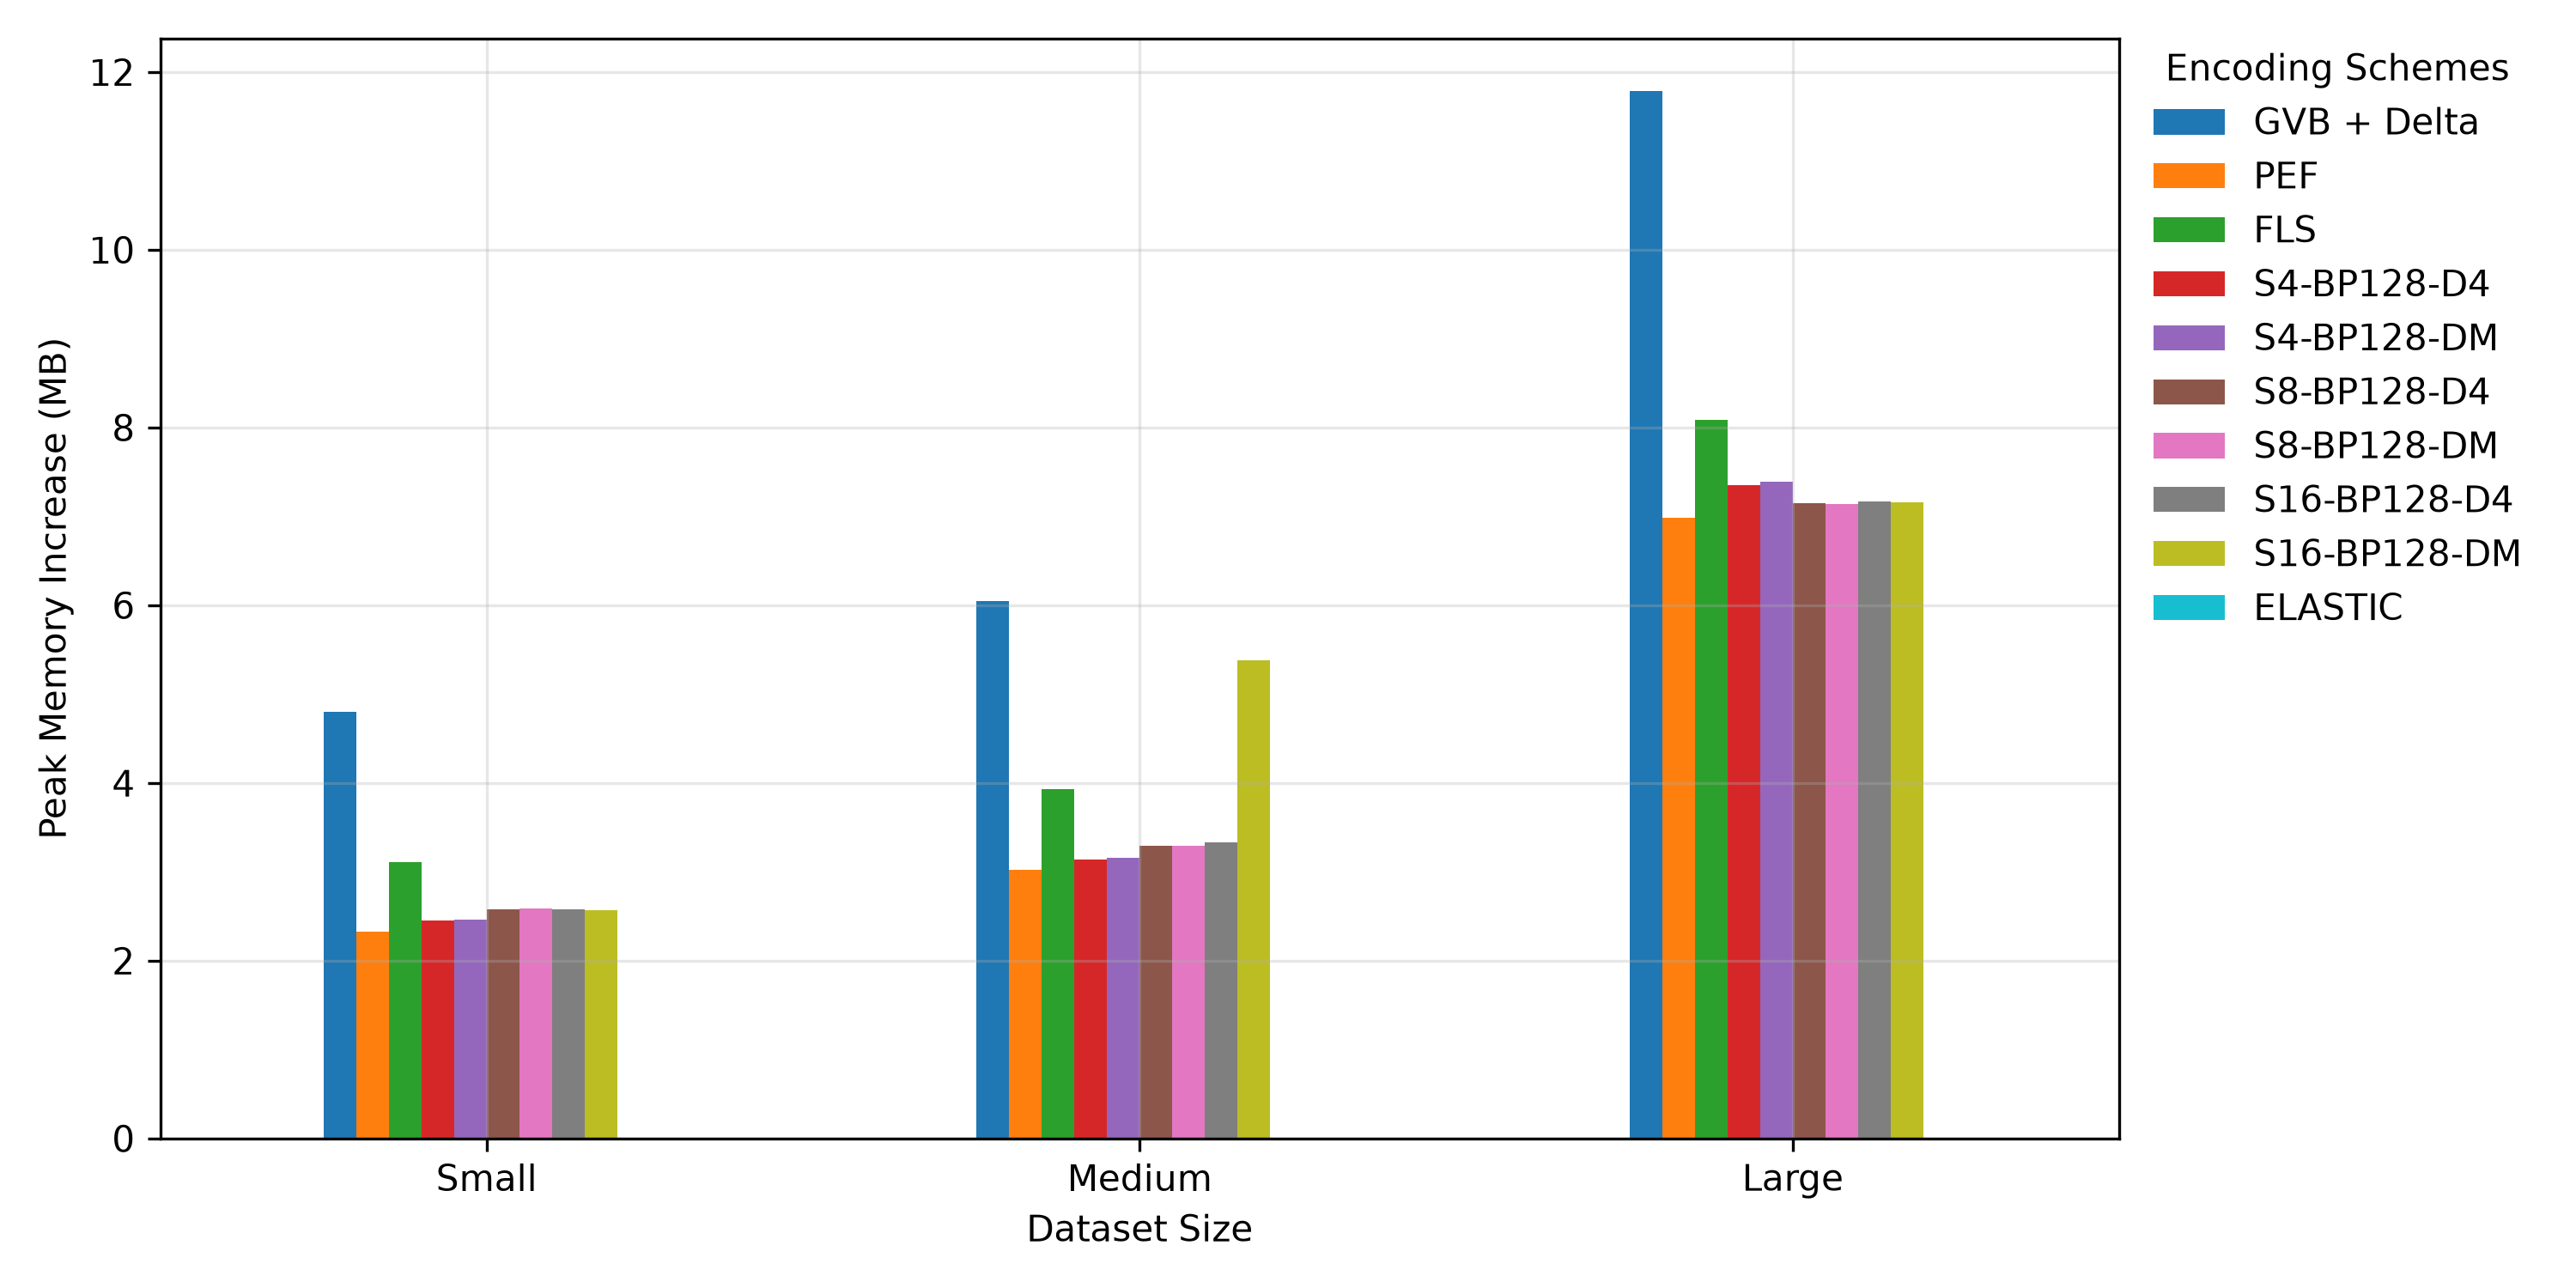 12
10
8
6
4
2
0
Peak Memory Increase (MB)
Small
Medium
Large
Dataset Size
Encoding Schemes
GVB + Delta
PEF
FLS
S4-BP128-D4
S4-BP128-DM
S8-BP128-D4
S8-BP128-DM
S16-BP128-D4
S16-BP128-DM
ELASTIC